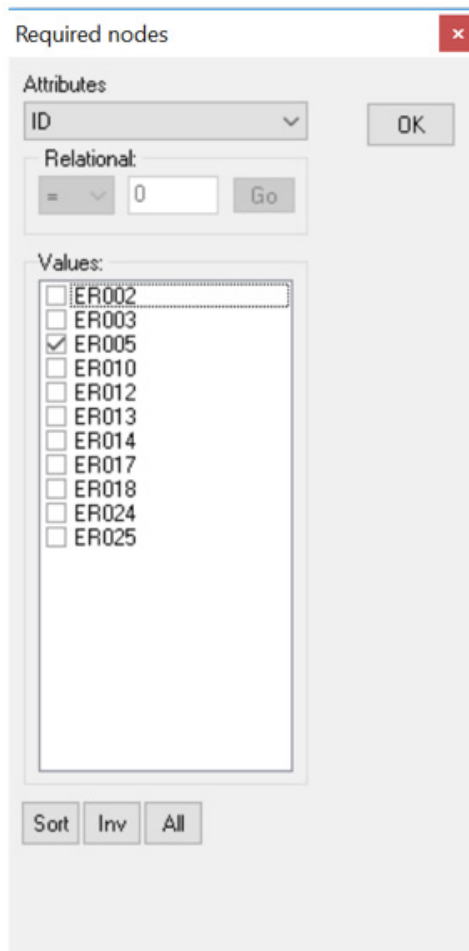 Required nodes
Attributes
ID
OK
Relational:
= 0 Go
Values:
ER002
ER003
ER005
ER010
ER012
ER013
ER014
ER017
ER018
ER024
ER025
Sort Inv All